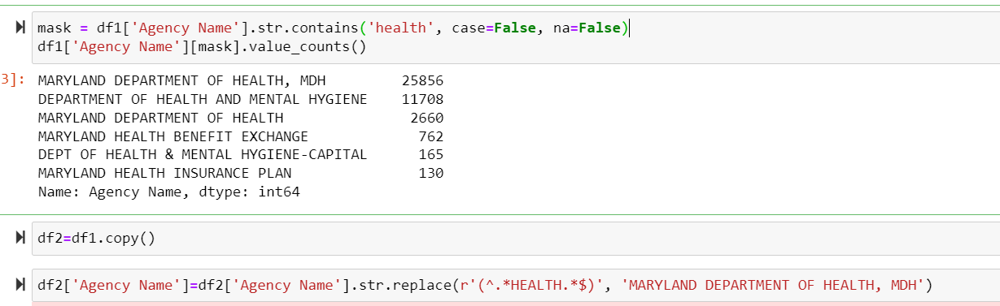 mask = df1['Agency Name'].str.contains('health', case=False, na=False)
df1['Agency Name'][mask].value_counts()
3]: MARYLAND DEPARTMENT OF HEALTH, MDH 25856
DEPARTMENT OF HEALTH AND MENTAL HYGIENE 11708
MARYLAND DEPARTMENT OF HEALTH 2660
MARYLAND HEALTH BENEFIT EXCHANGE 762
DEPT OF HEALTH & MENTAL HYGIENE-CAPITAL 165
MARYLAND HEALTH INSURANCE PLAN 130
Name: Agency Name, dtype: int64
df2=df1.copy()
df2['Agency Name']=df2['Agency Name'].str.replace(r'(^.*HEALTH.*$)', 'MARYLAND DEPARTMENT OF HEALTH, MDH')